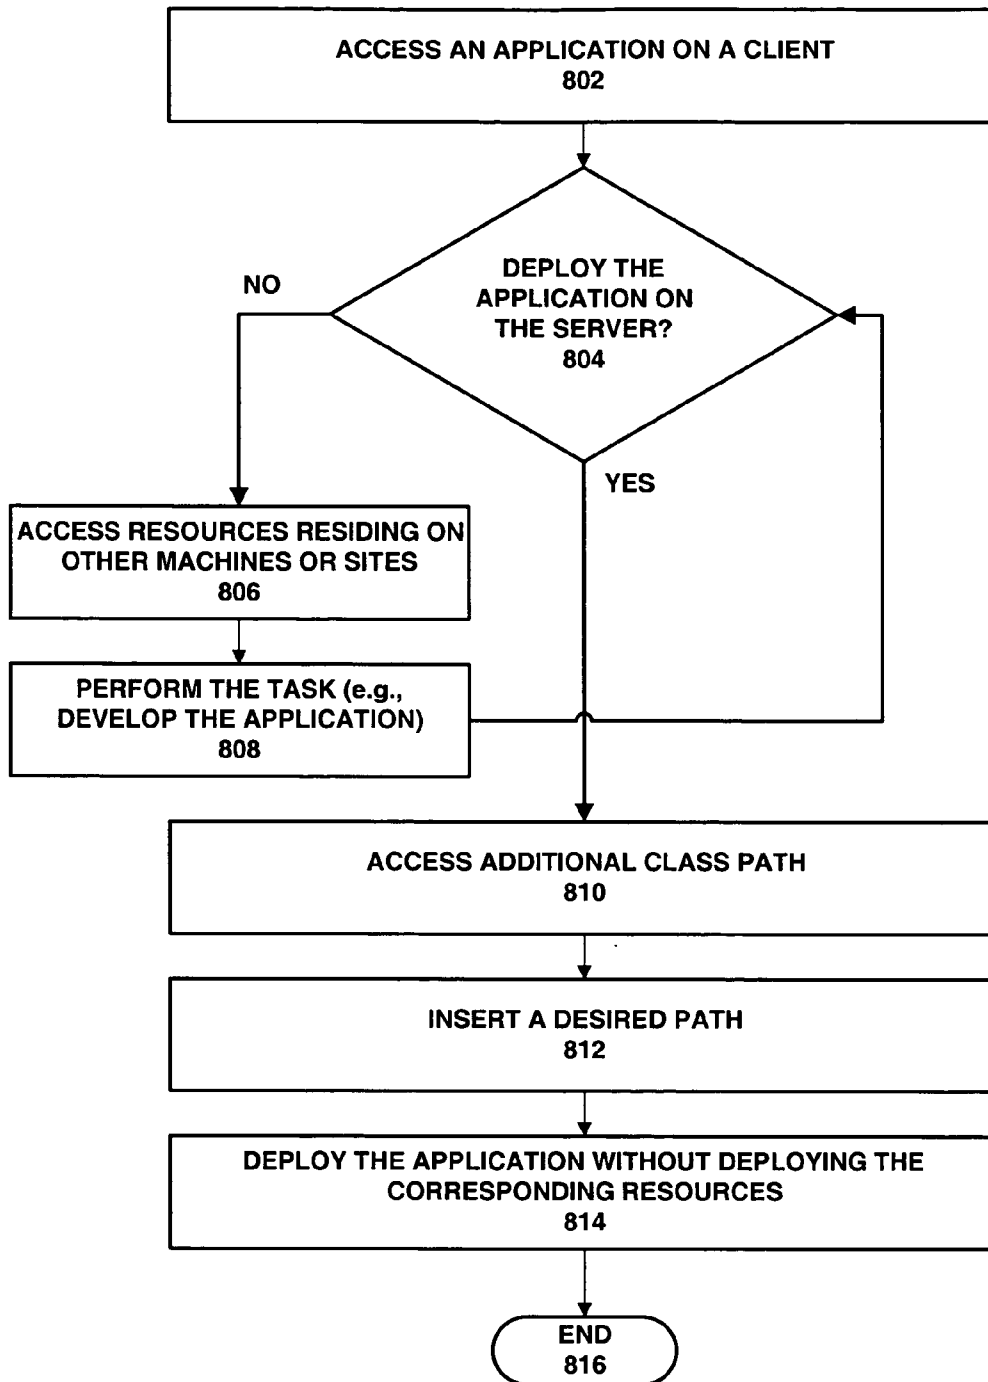 ACCESS AN APPLICATION ON A CLIENT
802
DEPLOY THE
APPLICATION ON
THE SERVER?
804
NO
YES
ACCESS RESOURCES RESIDING ON
OTHER MACHINES OR SITES
806
PERFORM THE TASK (e.g.,
DEVELOP THE APPLICATION)
808
ACCESS ADDITIONAL CLASS PATH
810
INSERT A DESIRED PATH
812
DEPLOY THE APPLICATION WITHOUT DEPLOYING THE
CORRESPONDING RESOURCES
814
END
816